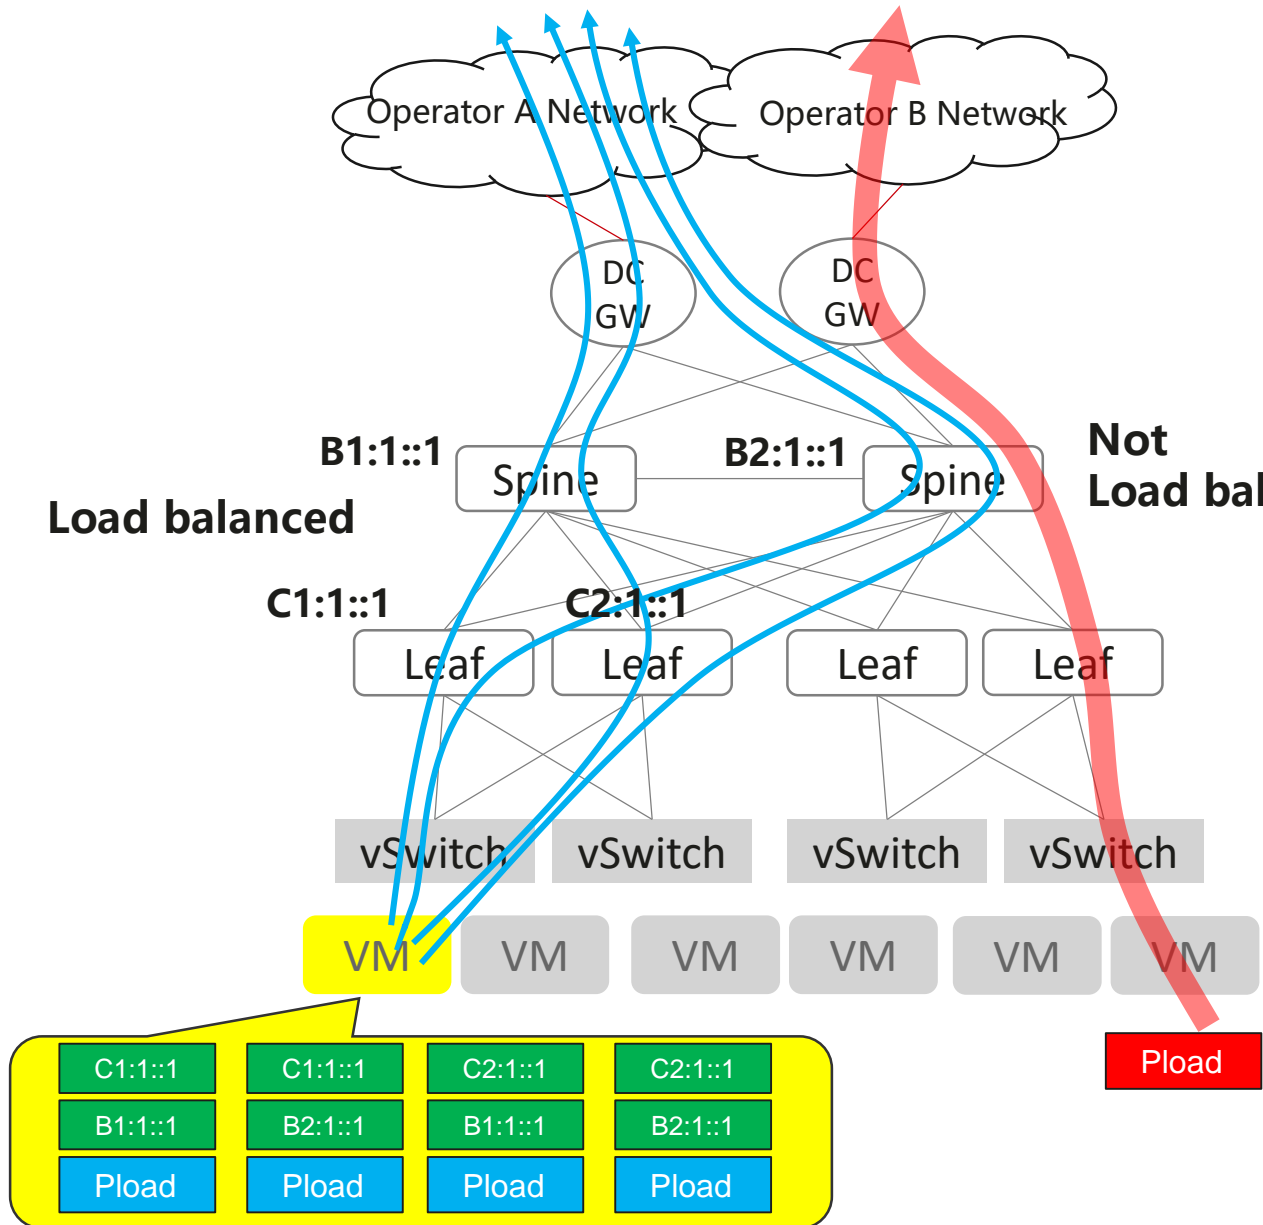 Operator A Network
Operator B Network
DC
GW
DC
GW
B1:1::1
Spine
B2:1::1
Spine
Not
Load bal
Load balanced
C1:1::1
C2:1::1
Leaf
Leaf
Leaf
Leaf
vSwitch
vSwitch
vSwitch
vSwitch
VM
VM
VM
VM
VM
VM
C1:1::1
C1:1::1
C2:1::1
C2:1::1
B1:1::1
B2:1::1
B1:1::1
B2:1::1
Pload
Pload
Pload
Pload
Pload